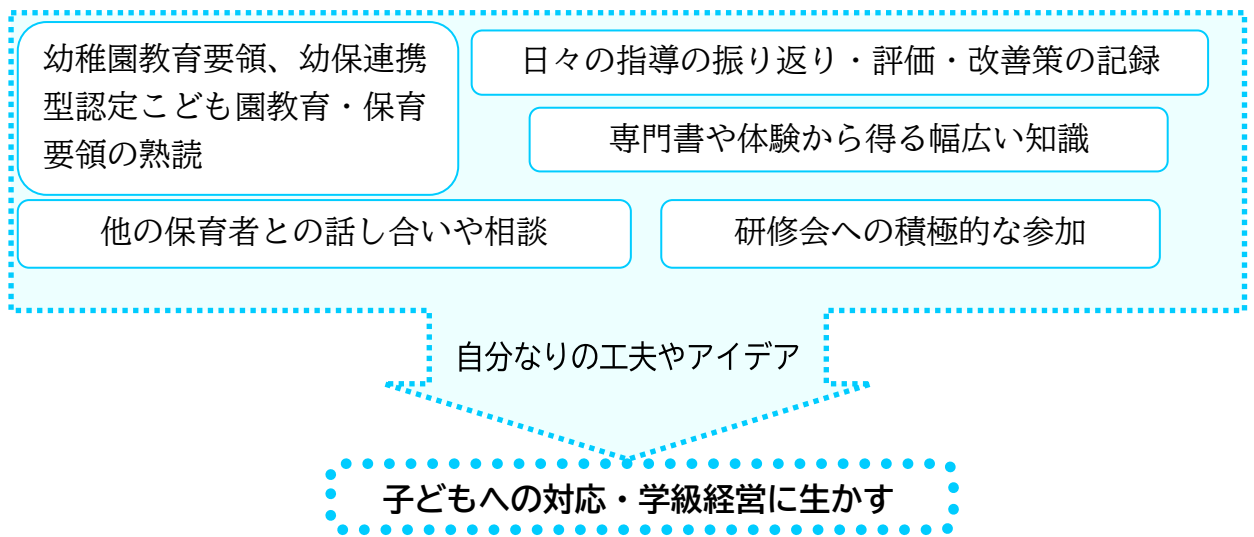 幼稚園教育要領、幼保連携
型認定こども園教育・保育
要領の熟読
日々の指導の振り返り・評価・改善策の記録
専門書や体験から得る幅広い知識
他の保育者との話し合いや相談
研修会への積極的な参加
自分なりの工夫やアイデア
子どもへの対応・学級経営に生かす